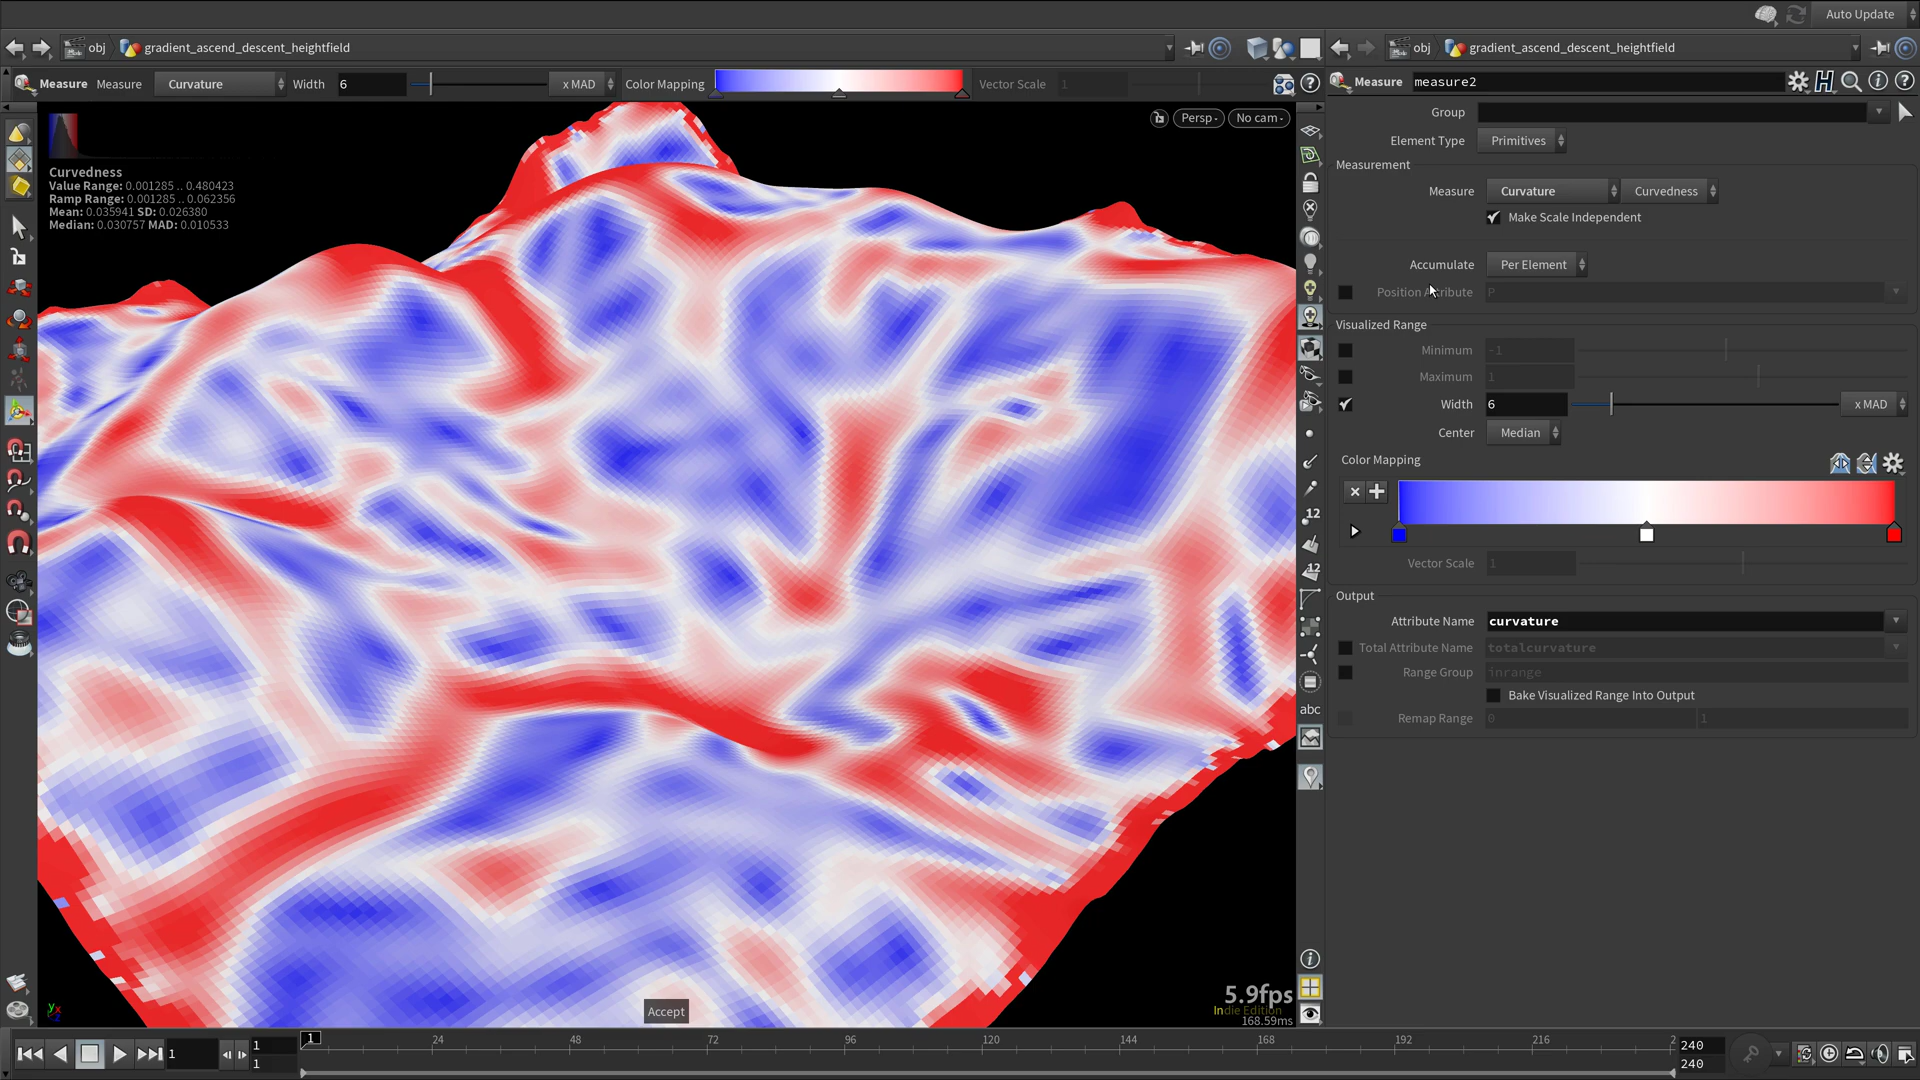 Auto Update
obj gradient_ascend_descent_heightfield
obj gradient_ascend_descent_heightfield
Measure Measure Curvature Width 6 x MAD Color Mapping Vector Scale 1
Measure measure2
Persp No cam
Curvedness
Value Range: 0.001285 .. 0.480423
Ramp Range: 0.001285 .. 0.062356
Mean: 0.035941 SD: 0.026380
Median: 0.030757 MAD: 0.010533
Group
Element Type Primitives
Measurement
Measure Curvature Curvedness
Make Scale Independent
Accumulate Per Element
Position Attribute P
Visualized Range
Minimum -1
Maximum 1
Width 6 x MAD
Center Median
Color Mapping
Vector Scale 1
Output
Attribute Name curvature
Total Attribute Name totalcurvature
Range Group inrange
Bake Visualized Range Into Output
Remap Range 0 1
12
12
abc
5.9fps
Indie Edition
168.59ms
Accept
1 1 1 1 24 48 72 96 120 144 168 192 216 2 240
240